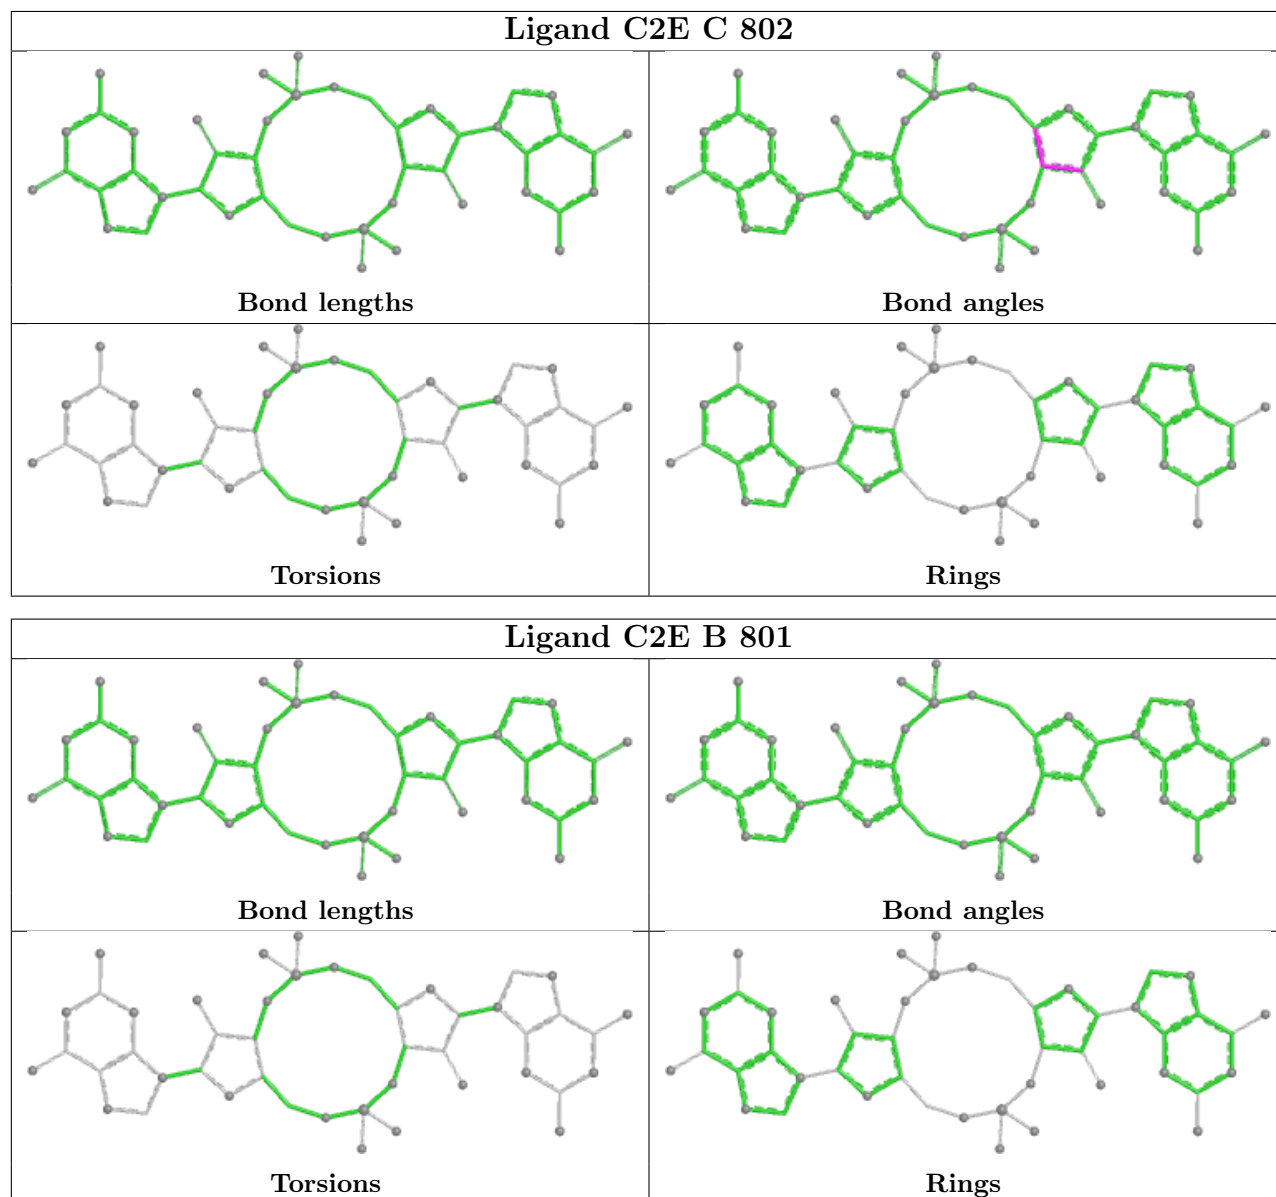 Ligand C2E C 802
Bond lengths
Bond angles
Torsions
Rings
Ligand C2E B 801
Bond lengths
Bond angles
Torsions
Rings